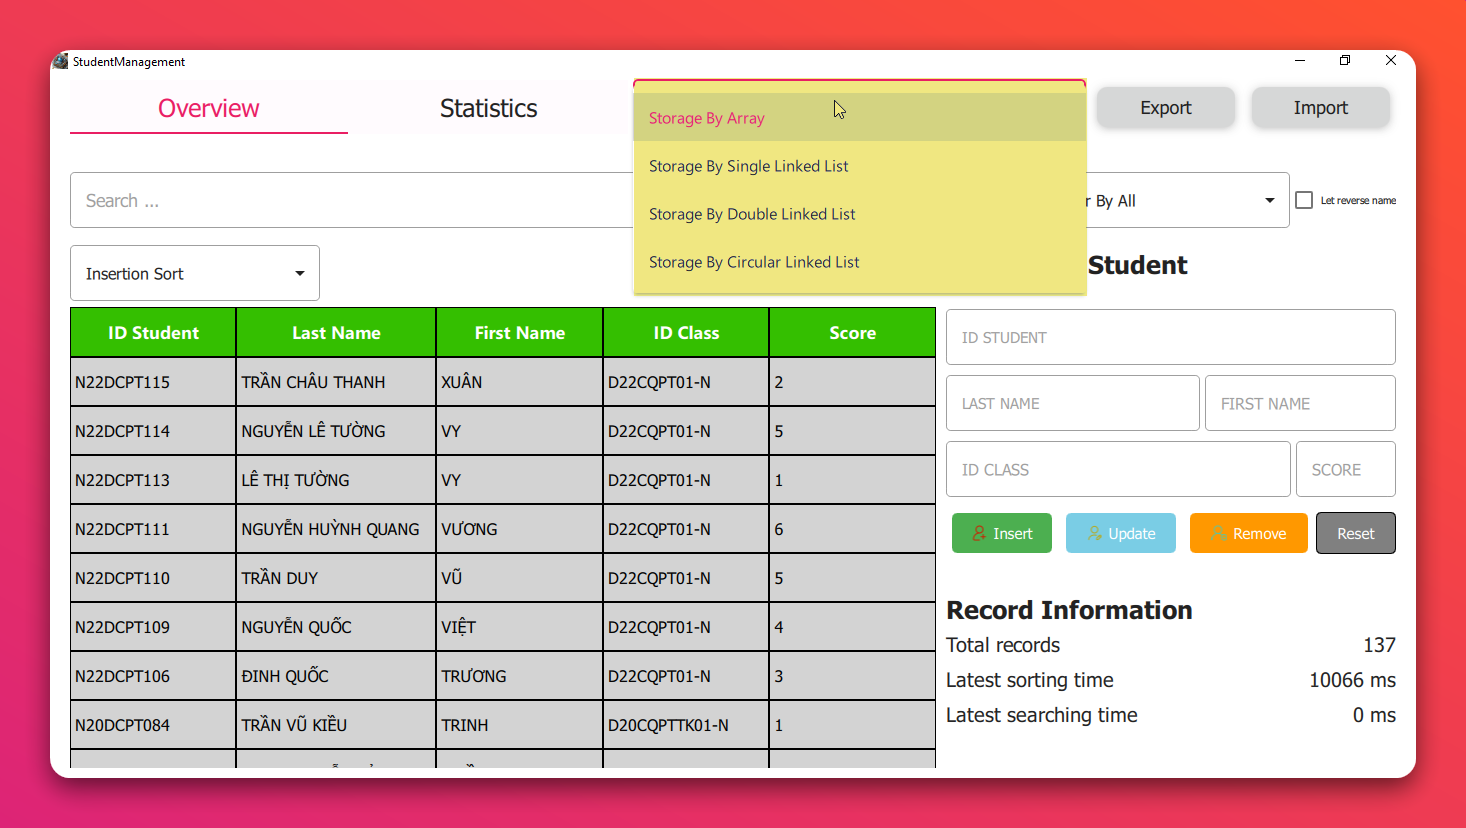 StudentManagement
Overview
Statistics
Storage By Array
Storage By Single Linked List
Storage By Double Linked List
Storage By Circular Linked List
Export
Import
Search ...
r By All
Let reverse name
Insertion Sort
Student
ID Student Last Name First Name ID Class Score
N22DCPT115 TRẦN CHÂU THANH XUÂN D22CQPT01-N 2
N22DCPT114 NGUYỄN LÊ TƯỜNG VY D22CQPT01-N 5
N22DCPT113 LÊ THỊ TƯỜNG VY D22CQPT01-N 1
N22DCPT111 NGUYỄN HUỲNH QUANG VƯƠNG D22CQPT01-N 6
N22DCPT110 TRẦN DUY VŨ D22CQPT01-N 5
N22DCPT109 NGUYỄN QUỐC VIỆT D22CQPT01-N 4
N22DCPT106 ĐINH QUỐC TRƯƠNG D22CQPT01-N 3
N20DCPT084 TRẦN VŨ KIỀU TRINH D20CQPTTK01-N 1
ID STUDENT
LAST NAME FIRST NAME
ID CLASS SCORE
Insert Update Remove Reset
Record Information
Total records 137
Latest sorting time 10066 ms
Latest searching time 0 ms